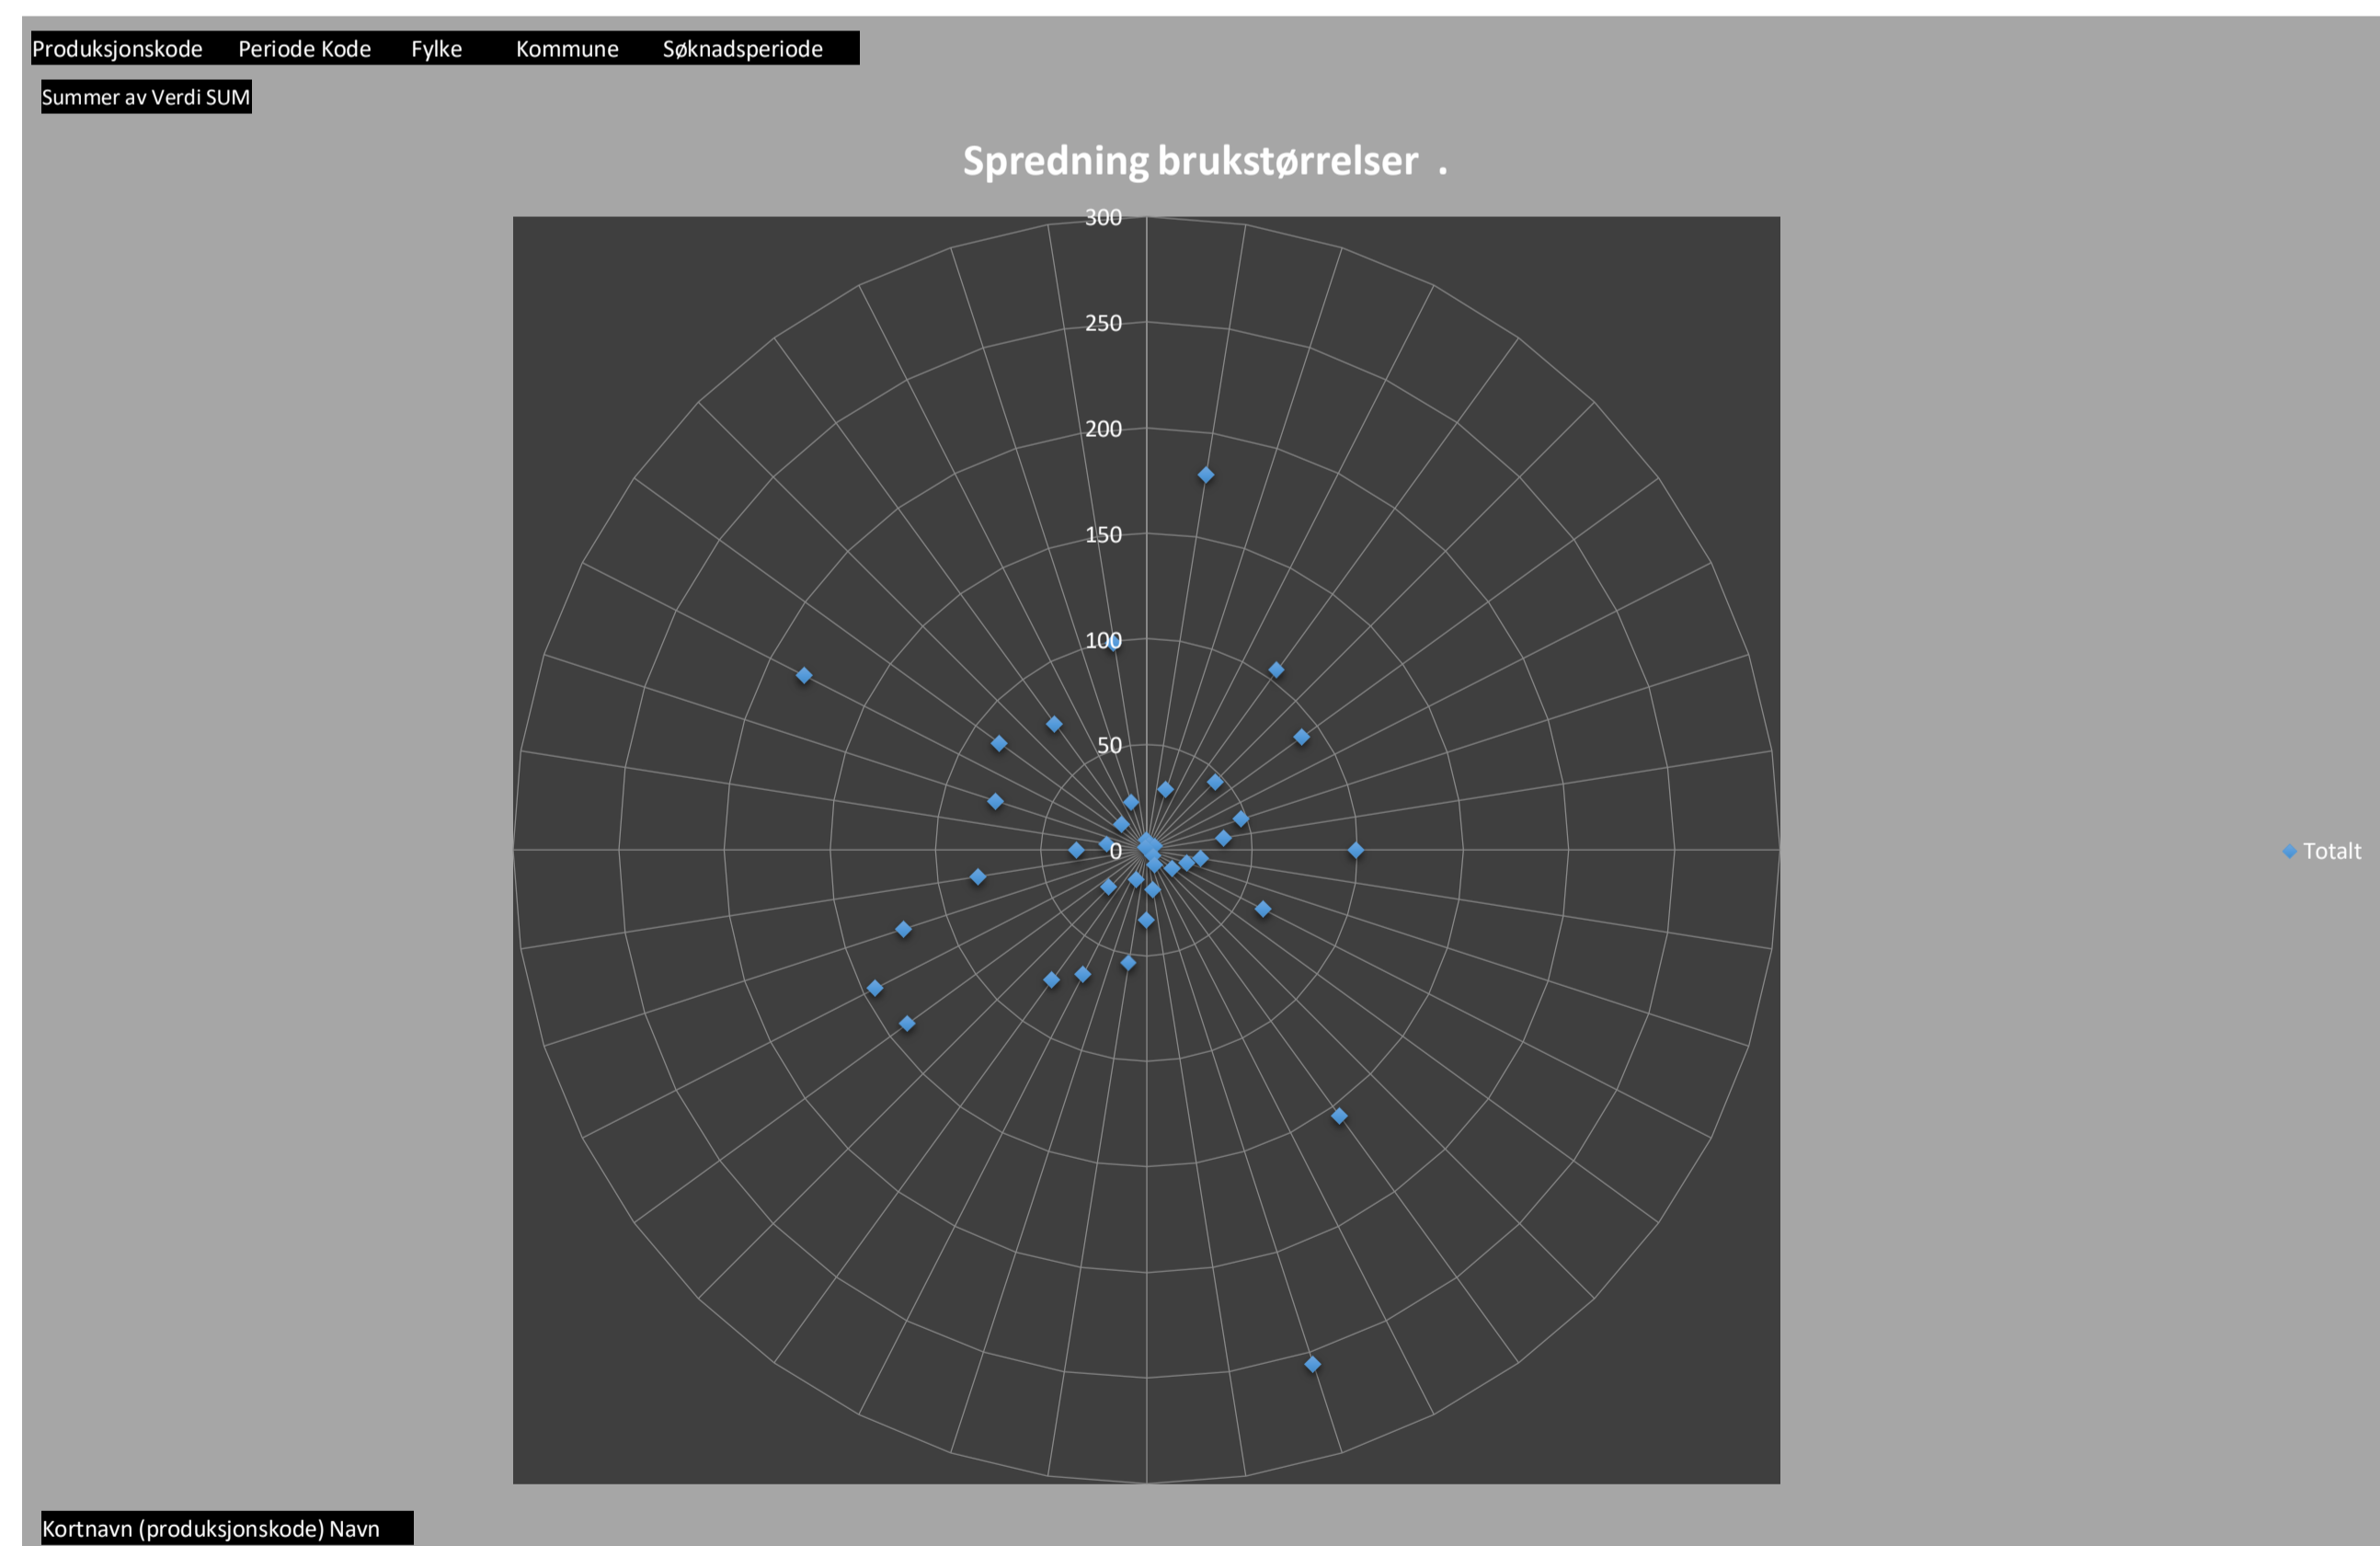 Produksjonskode Periode Kode Fylke Kommune Søknadsperiode
Summer av Verdi SUM
Spredning brukstørrelser .
300
250
200
150
100
50
0
Totalt
Kortnavn (produksjonskode) Navn